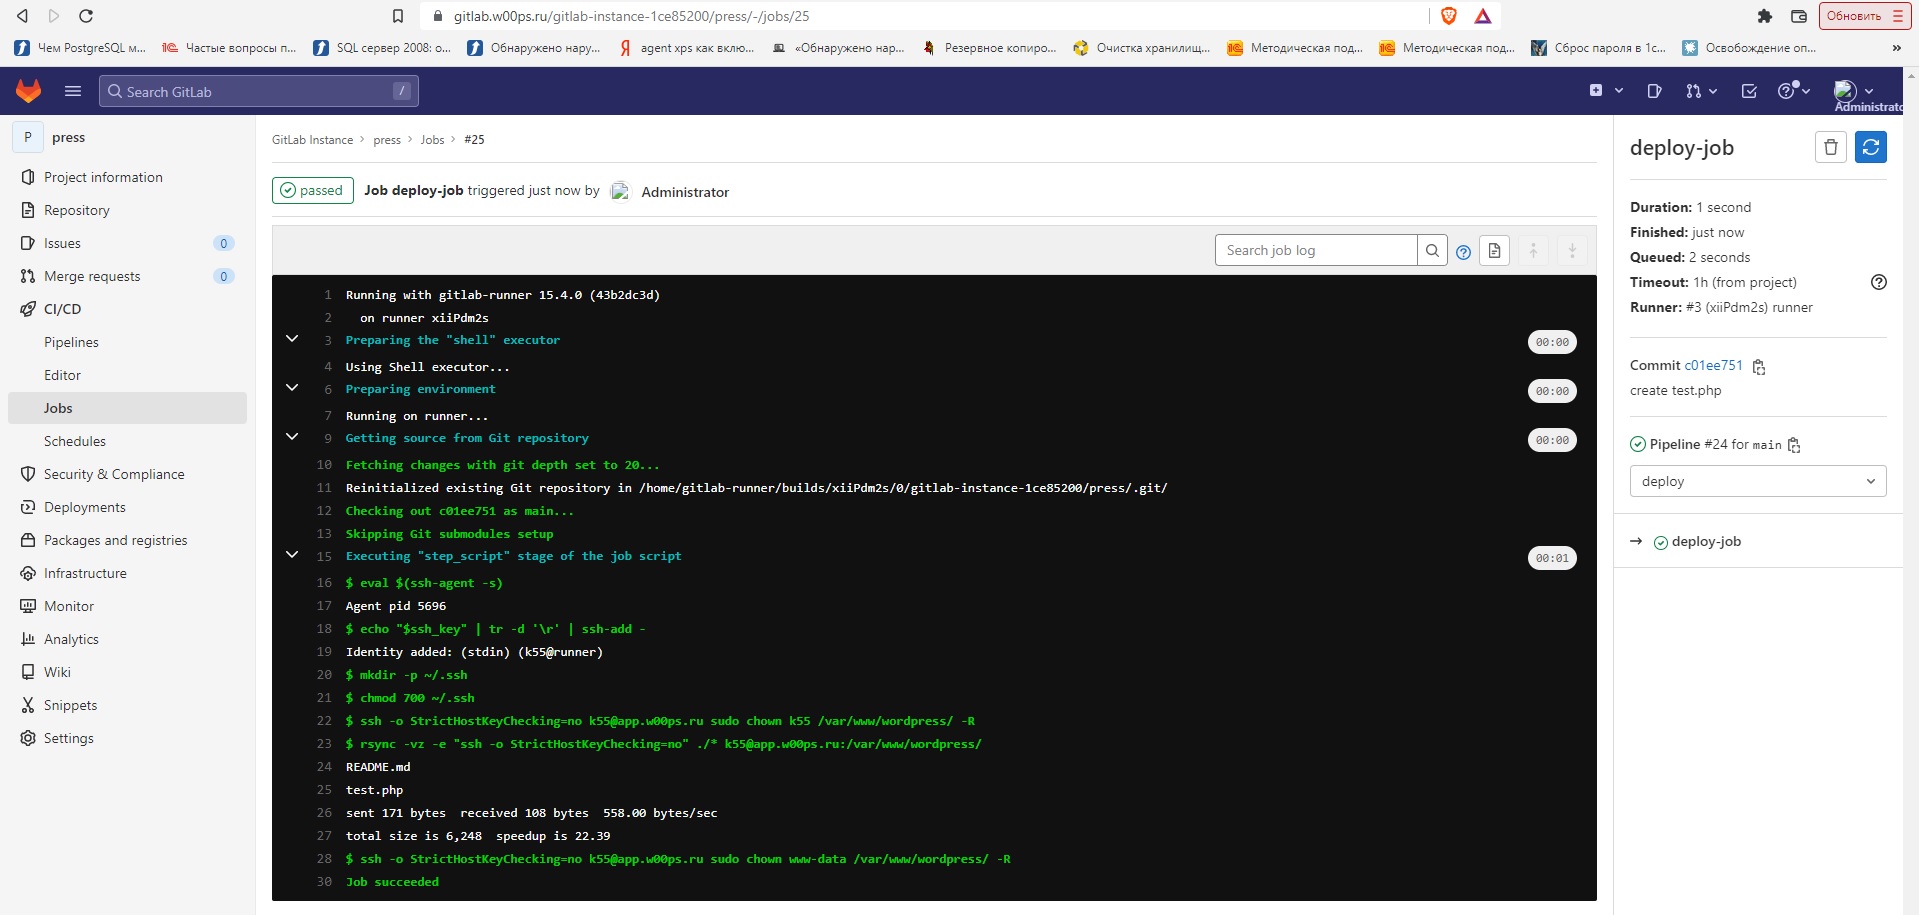 gitlab.w00ps.ru/gitlab-instance-1ce85200/press/-/jobs/25
Обновить
Чем PostgreSQL м...
Частые вопросы п...
SQL сервер 2008: о...
Обнаружено нару...
agent xps как вклю...
«Обнаружено нар...
Резервное копиро...
Очистка хранилищ...
Методическая под...
Методическая под...
Сброс пароля в 1с...
Освобождение оп...
»
Search GitLab
/
Administrato
P press
Project information
Repository
Issues 0
Merge requests 0
CI/CD
Pipelines
Editor
Jobs
Schedules
Security & Compliance
Deployments
Packages and registries
Infrastructure
Monitor
Analytics
Wiki
Snippets
Settings
GitLab Instance > press > Jobs > #25
passed Job deploy-job triggered just now by Administrator
Search job log
1 Running with gitlab-runner 15.4.0 (43b2dc3d)
2 on runner xiiPdm2s
3 Preparing the "shell" executor 00:00
4 Using Shell executor...
6 Preparing environment 00:00
7 Running on runner...
9 Getting source from Git repository 00:00
10 Fetching changes with git depth set to 20...
11 Reinitialized existing Git repository in /home/gitlab-runner/builds/xiiPdm2s/0/gitlab-instance-1ce85200/press/.git/
12 Checking out c01ee751 as main...
13 Skipping Git submodules setup
15 Executing "step_script" stage of the job script 00:01
16 $ eval $(ssh-agent -s)
17 Agent pid 5696
18 $ echo "$ssh_key" | tr -d '\r' | ssh-add -
19 Identity added: (stdin) (k55@runner)
20 $ mkdir -p ~/.ssh
21 $ chmod 700 ~/.ssh
22 $ ssh -o StrictHostKeyChecking=no k55@app.w00ps.ru sudo chown k55 /var/www/wordpress/ -R
23 $ rsync -vz -e "ssh -o StrictHostKeyChecking=no" ./* k55@app.w00ps.ru:/var/www/wordpress/
24 README.md
25 test.php
26 sent 171 bytes  received 108 bytes  558.00 bytes/sec
27 total size is 6,248  speedup is 22.39
28 $ ssh -o StrictHostKeyChecking=no k55@app.w00ps.ru sudo chown www-data /var/www/wordpress/ -R
30 Job succeeded
deploy-job
Duration: 1 second
Finished: just now
Queued: 2 seconds
Timeout: 1h (from project)
Runner: #3 (xiiPdm2s) runner
Commit c01ee751
create test.php
Pipeline #24 for main
deploy
→ deploy-job